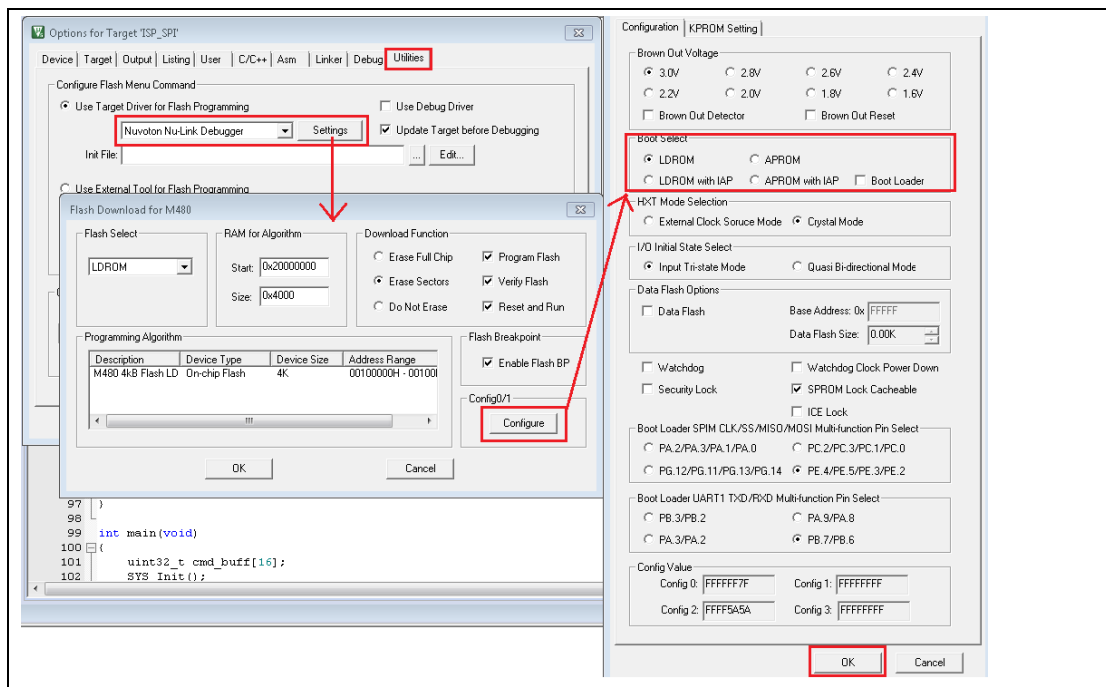 Options for Target 'ISP_SPI'
Device Target Output Listing User C/C++ Asm Linker Debug Utilities
Configure Flash Menu Command
Use Target Driver for Flash Programming
Use Debug Driver
Nuvoton Nu-Link Debugger
Settings
Update Target before Debugging
Init File:
...
Edit...
Use External Tool for Flash Programming
Flash Download for M480
Flash Select
LDROM
RAM for Algorithm
Start: 0x20000000
Size: 0x4000
Download Function
Erase Full Chip
Program Flash
Erase Sectors
Verify Flash
Do Not Erase
Reset and Run
Programming Algorithm
Description Device Type Device Size Address Range
M480 4kB Flash LD On-chip Flash 4K 00100000H - 00100
Flash Breakpoint
Enable Flash BP
Config0/1
Configure
OK
Cancel
97 }
98
99 int main(void)
100 {
101 uint32_t cmd_buff[16];
102 SYS_Init();
Configuration KPROM Setting
Brown Out Voltage
3.0V 2.8V 2.6V 2.4V
2.2V 2.0V 1.8V 1.6V
Brown Out Detector Brown Out Reset
Boot Select
LDROM APROM
LDROM with IAP APROM with IAP Boot Loader
HXT Mode Selection
External Clock Soruce Mode Crystal Mode
I/O Initial State Select
Input Tri-state Mode Quasi Bi-directional Mode
Data Flash Options
Data Flash Base Address: 0x FFFFF
Data Flash Size: 0.00K
Watchdog Watchdog Clock Power Down
Security Lock SPROM Lock Cacheable
ICE Lock
Boot Loader SPIM CLK/SS/MISO/MOSI Multi-function Pin Select
PA.2/PA.3/PA.1/PA.0 PC.2/PC.3/PC.1/PC.0
PG.12/PG.11/PG.13/PG.14 PE.4/PE.5/PE.3/PE.2
Boot Loader UART1 TXD/RXD Multi-function Pin Select
PB.3/PB.2 PA.9/PA.8
PA.3/PA.2 PB.7/PB.6
Config Value
Config 0: FFFFFF7F Config 1: FFFFFFFF
Config 2: FFFF5A5A Config 3: FFFFFFFF
OK Cancel